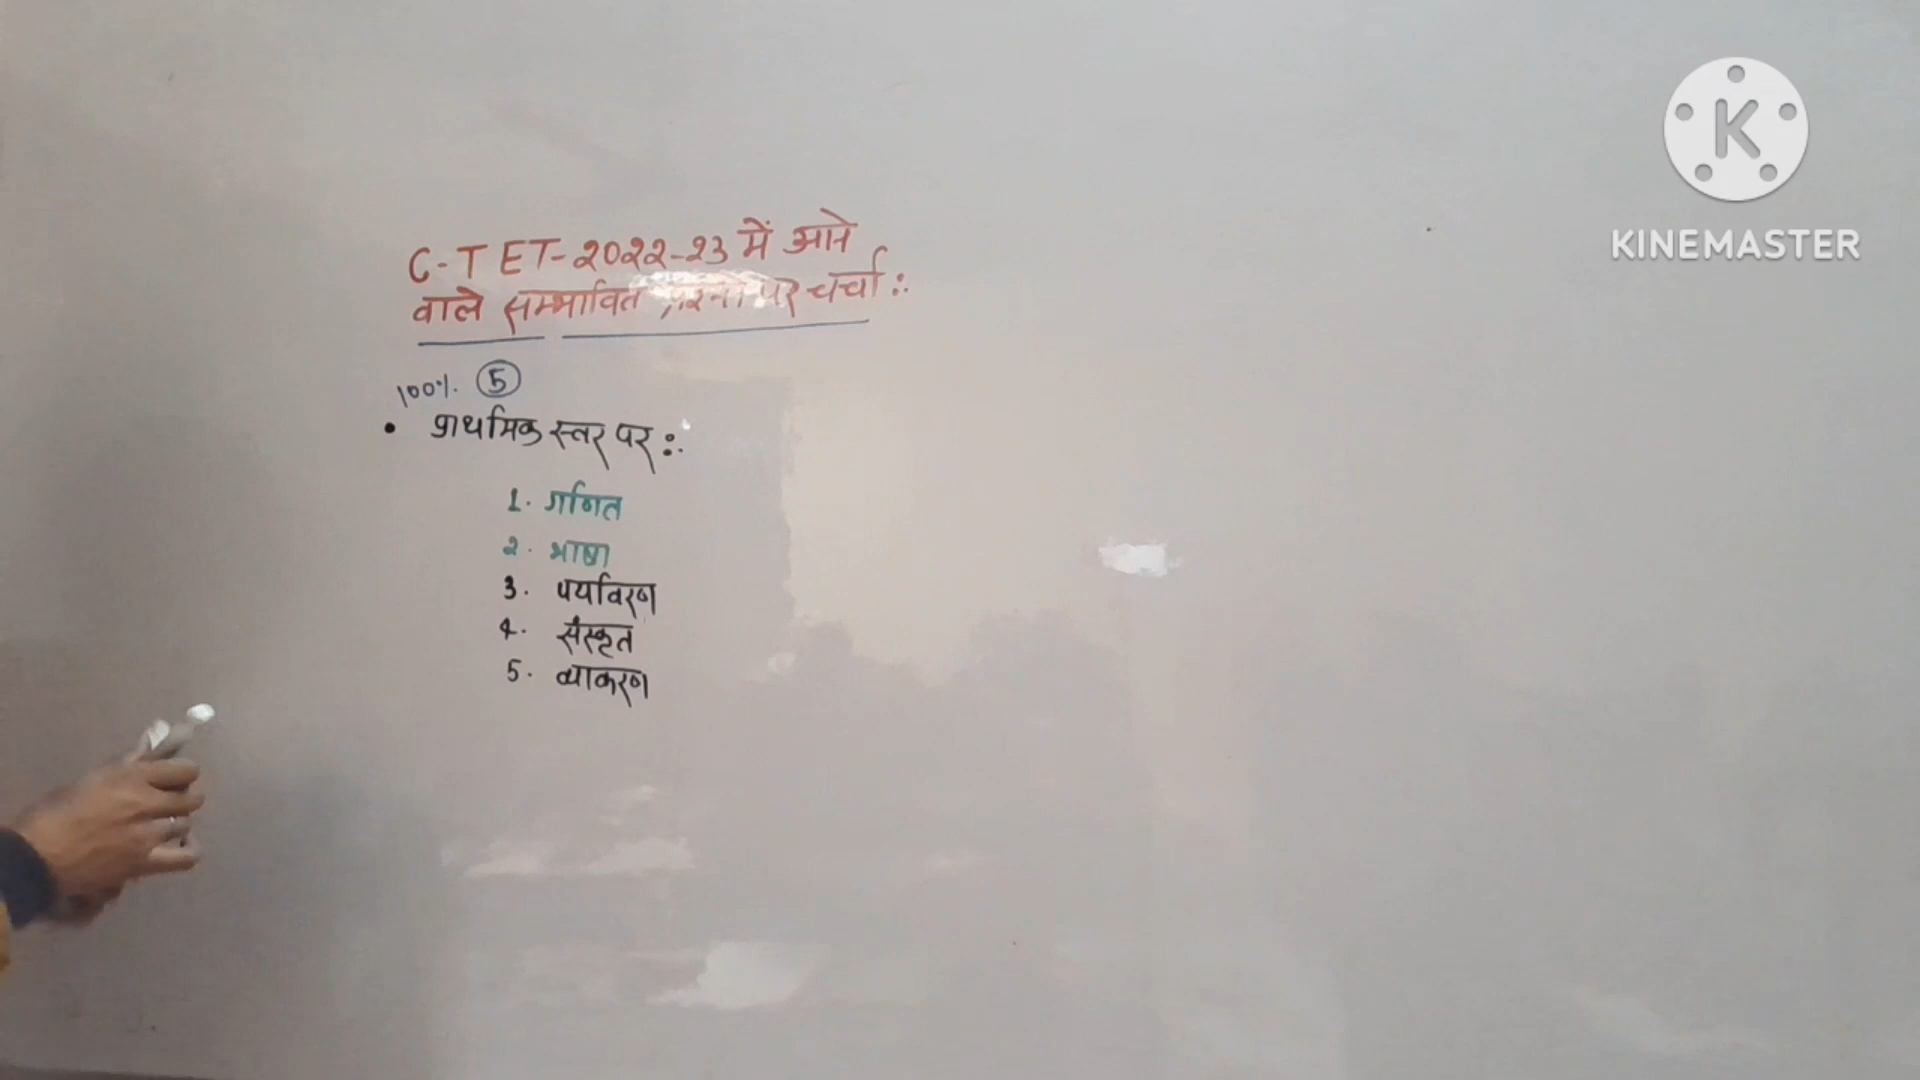 C-TET-2022-23 में आने
वाले सम्भावित प्रश्नों पर चर्चा :.
100% 5
• प्राथमिक स्तर पर :.
1. गणित
2. भाषा
3. पर्यावरण
4. संस्कृत
5. व्याकरण
K
KINEMASTER